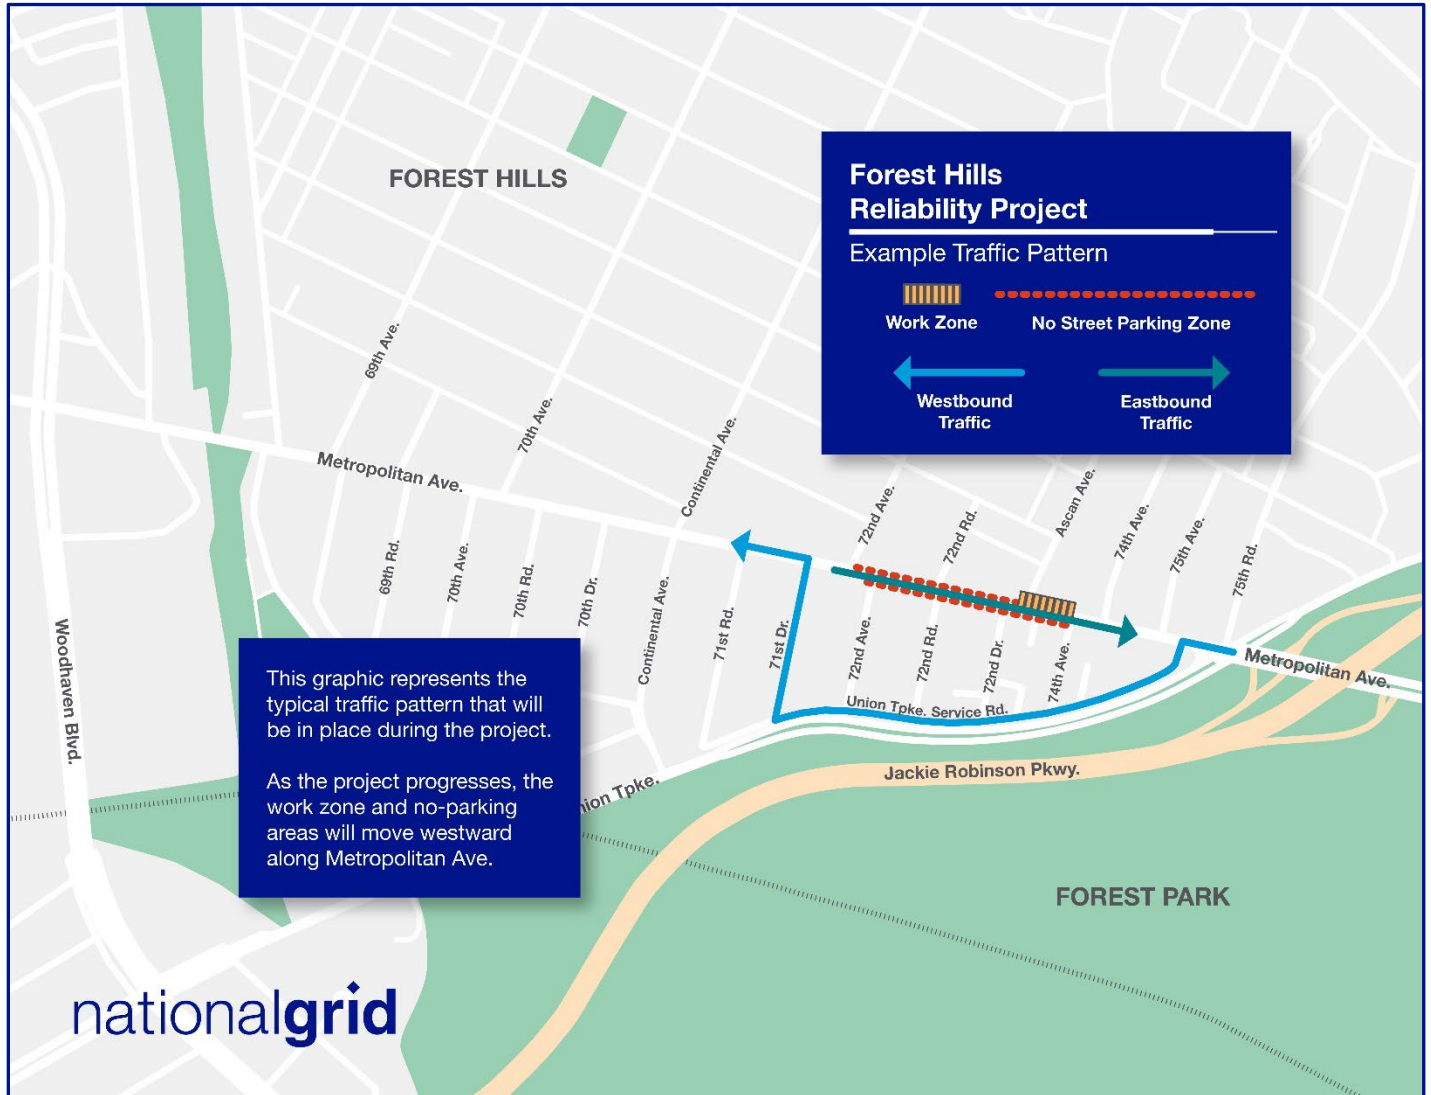 FOREST HILLS
Forest Hills
Reliability Project
Example Traffic Pattern
Work Zone
No Street Parking Zone
Westbound
Traffic
Eastbound
Traffic
69th Ave.
70th Ave.
Continental Ave.
Metropolitan Ave.
72nd Ave.
72nd Rd.
Ascan Ave.
74th Ave.
75th Ave.
75th Rd.
69th Rd.
70th Ave.
70th Rd.
70th Dr.
Continental Ave.
71st Rd.
71st Dr.
72nd Ave.
72nd Rd.
72nd Dr.
74th Ave.
Metropolitan Ave.
Union Tpke. Service Rd.
Woodhaven Blvd.
This graphic represents the
typical traffic pattern that will
be in place during the project.
As the project progresses, the
work zone and no-parking
areas will move westward
along Metropolitan Ave.
nion Tpke.
Jackie Robinson Pkwy.
FOREST PARK
nationalgrid